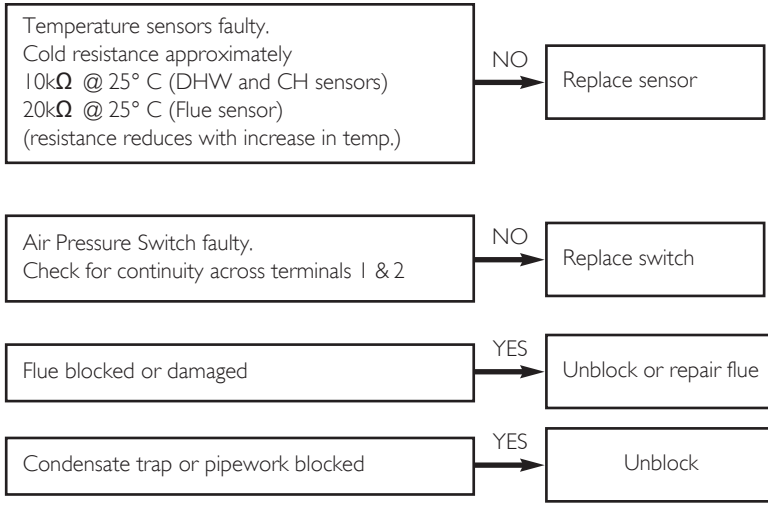 Temperature sensors faulty.
Cold resistance approximately
10kΩ @ 25° C (DHW and CH sensors)
20kΩ @ 25° C (Flue sensor)
(resistance reduces with increase in temp.)
NO
Replace sensor
Air Pressure Switch faulty.
Check for continuity across terminals 1 & 2
NO
Replace switch
Flue blocked or damaged
YES
Unblock or repair flue
Condensate trap or pipework blocked
YES
Unblock